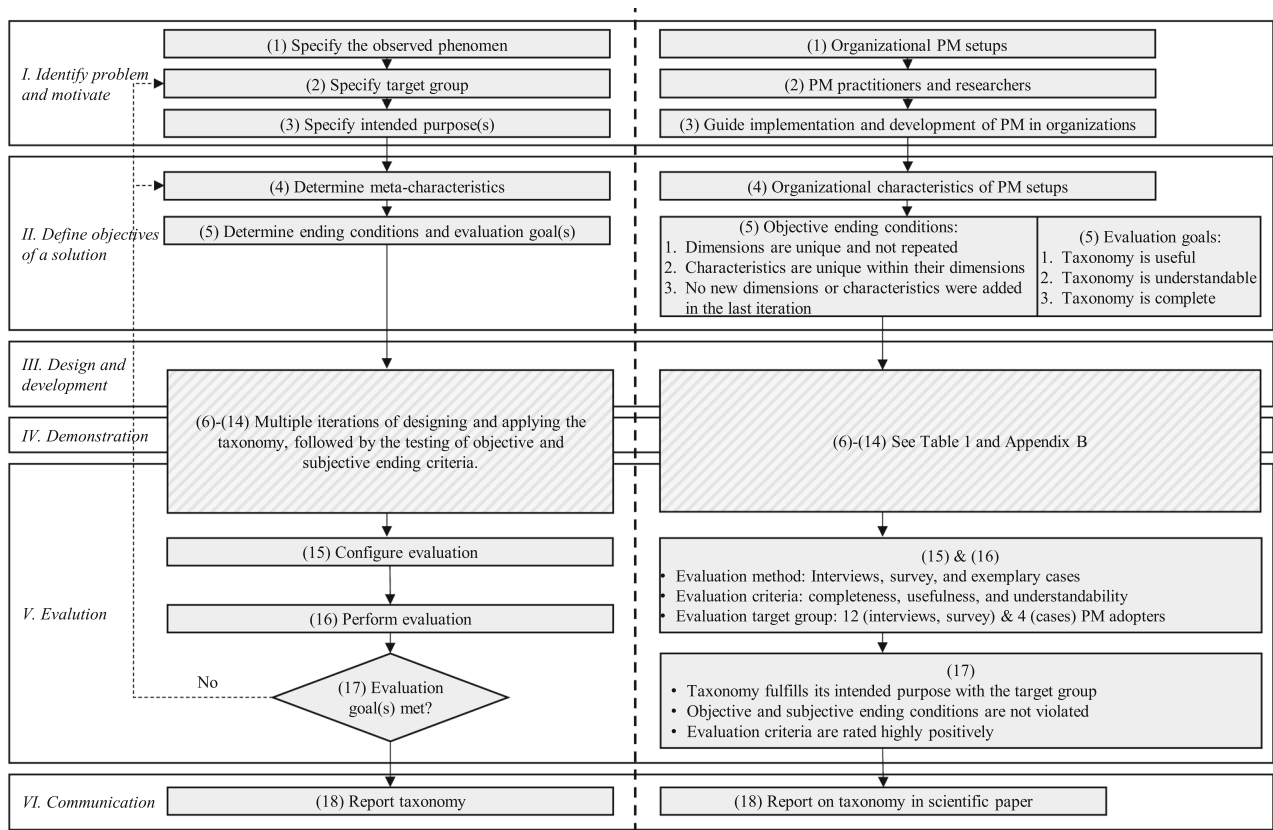 I. Identify problem
and motivate
(1) Specify the observed phenomen
(2) Specify target group
(3) Specify intended purpose(s)
(1) Organizational PM setups
(2) PM practitioners and researchers
(3) Guide implementation and development of PM in organizations
II. Define objectives
of a solution
(4) Determine meta-characteristics
(5) Determine ending conditions and evaluation goal(s)
(4) Organizational characteristics of PM setups
(5) Objective ending conditions:
1. Dimensions are unique and not repeated
2. Characteristics are unique within their dimensions
3. No new dimensions or characteristics were added
in the last iteration
(5) Evaluation goals:
1. Taxonomy is useful
2. Taxonomy is understandable
3. Taxonomy is complete
III. Design and
development
IV. Demonstration
(6)-(14) Multiple iterations of designing and applying the
taxonomy, followed by the testing of objective and
subjective ending criteria.
(6)-(14) See Table 1 and Appendix B
V. Evalution
(15) Configure evaluation
(16) Perform evaluation
(17) Evaluation
goal(s) met?
No
(15) & (16)
• Evaluation method: Interviews, survey, and exemplary cases
• Evaluation criteria: completeness, usefulness, and understandability
• Evaluation target group: 12 (interviews, survey) & 4 (cases) PM adopters
(17)
• Taxonomy fulfills its intended purpose with the target group
• Objective and subjective ending conditions are not violated
• Evaluation criteria are rated highly positively
VI. Communication
(18) Report taxonomy
(18) Report on taxonomy in scientific paper